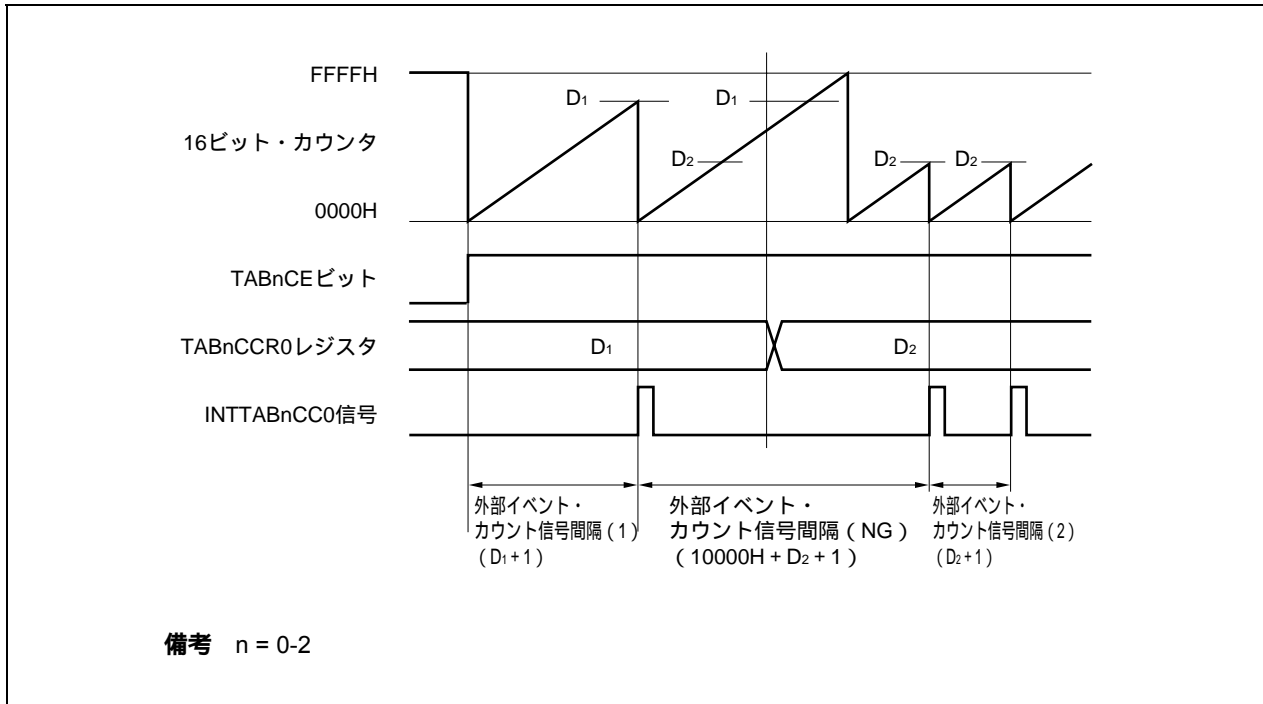 FFFFH
D1
D1
16ビット・カウンタ
D2
D2
D2
0000H
TABnCEビット
TABnCCR0レジスタ
D1
D2
INTTABnCC0信号
外部イベント・
カウント信号間隔（1）
（D1+1）
外部イベント・
カウント信号間隔（NG）
（10000H + D2 + 1）
外部イベント・
カウント信号間隔（2）
（D2+1）
備考 n = 0-2